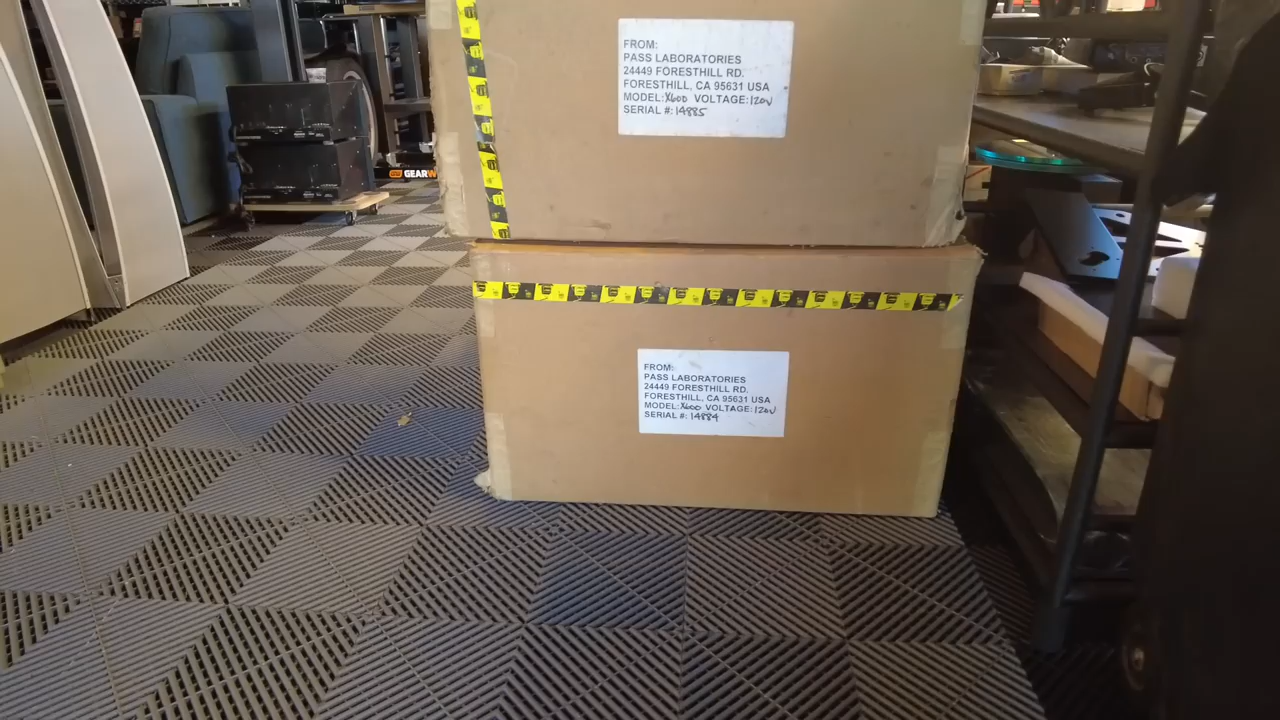 FROM:
PASS LABORATORIES
24449 FORESTHILL RD.
FORESTHILL, CA 95631 USA
MODEL: X600 VOLTAGE: 120V
SERIAL #: 14885
GEARW
FROM:
PASS LABORATORIES
24449 FORESTHILL RD.
FORESTHILL, CA 95631 USA
MODEL: X600 VOLTAGE: 120V
SERIAL #: 14884